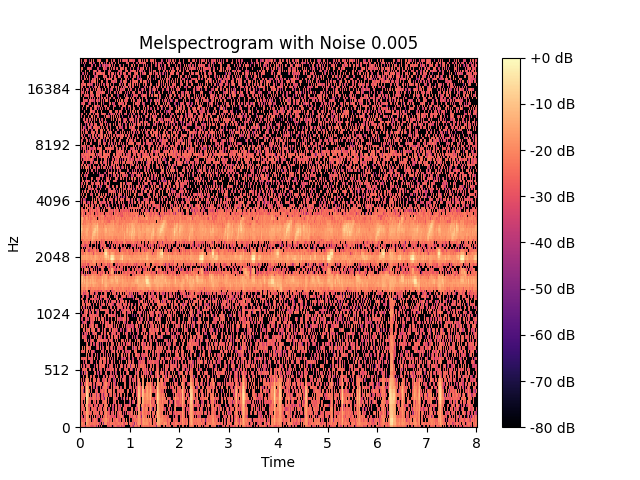 Melspectrogram with Noise 0.005
Hz
16384
8192
4096
2048
1024
512
0
0 1 2 3 4 5 6 7 8
Time
+0 dB
-10 dB
-20 dB
-30 dB
-40 dB
-50 dB
-60 dB
-70 dB
-80 dB